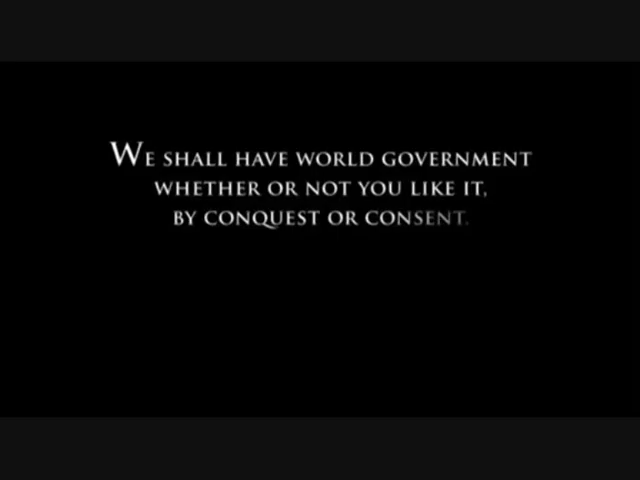 WE SHALL HAVE WORLD GOVERNMENT
WHETHER OR NOT YOU LIKE IT,
BY CONQUEST OR CONSENT.